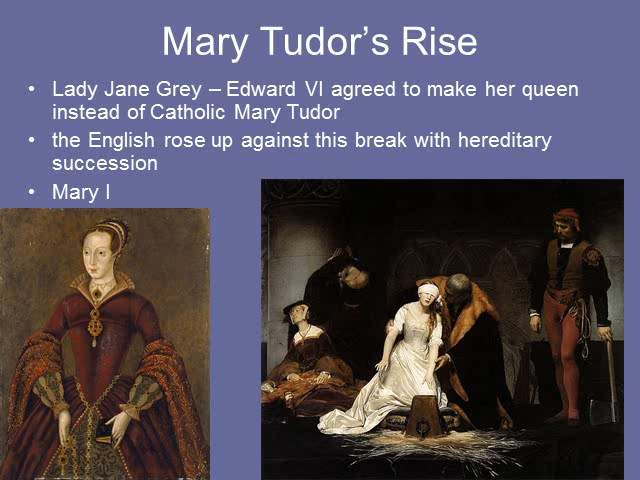 Mary Tudor’s Rise
• Lady Jane Grey – Edward VI agreed to make her queen
instead of Catholic Mary Tudor
• the English rose up against this break with hereditary
succession
• Mary I